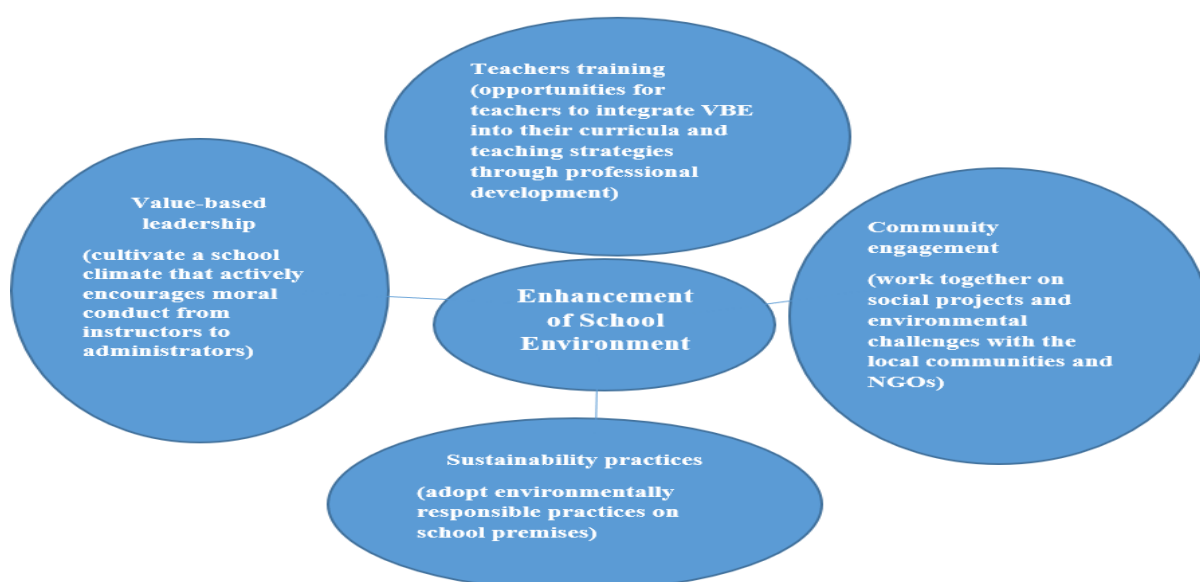 Teachers training
(opportunities for
teachers to integrate VBE
into their curricula and
teaching strategies
through professional
development)
Value-based
leadership
(cultivate a school
climate that actively
encourages moral
conduct from
instructors to
administrators)
Community
engagement
(work together on
social projects and
environmental
challenges with the
local communities and
NGOs)
Enhancement
of School
Environment
Sustainability practices
(adopt environmentally
responsible practices on
school premises)